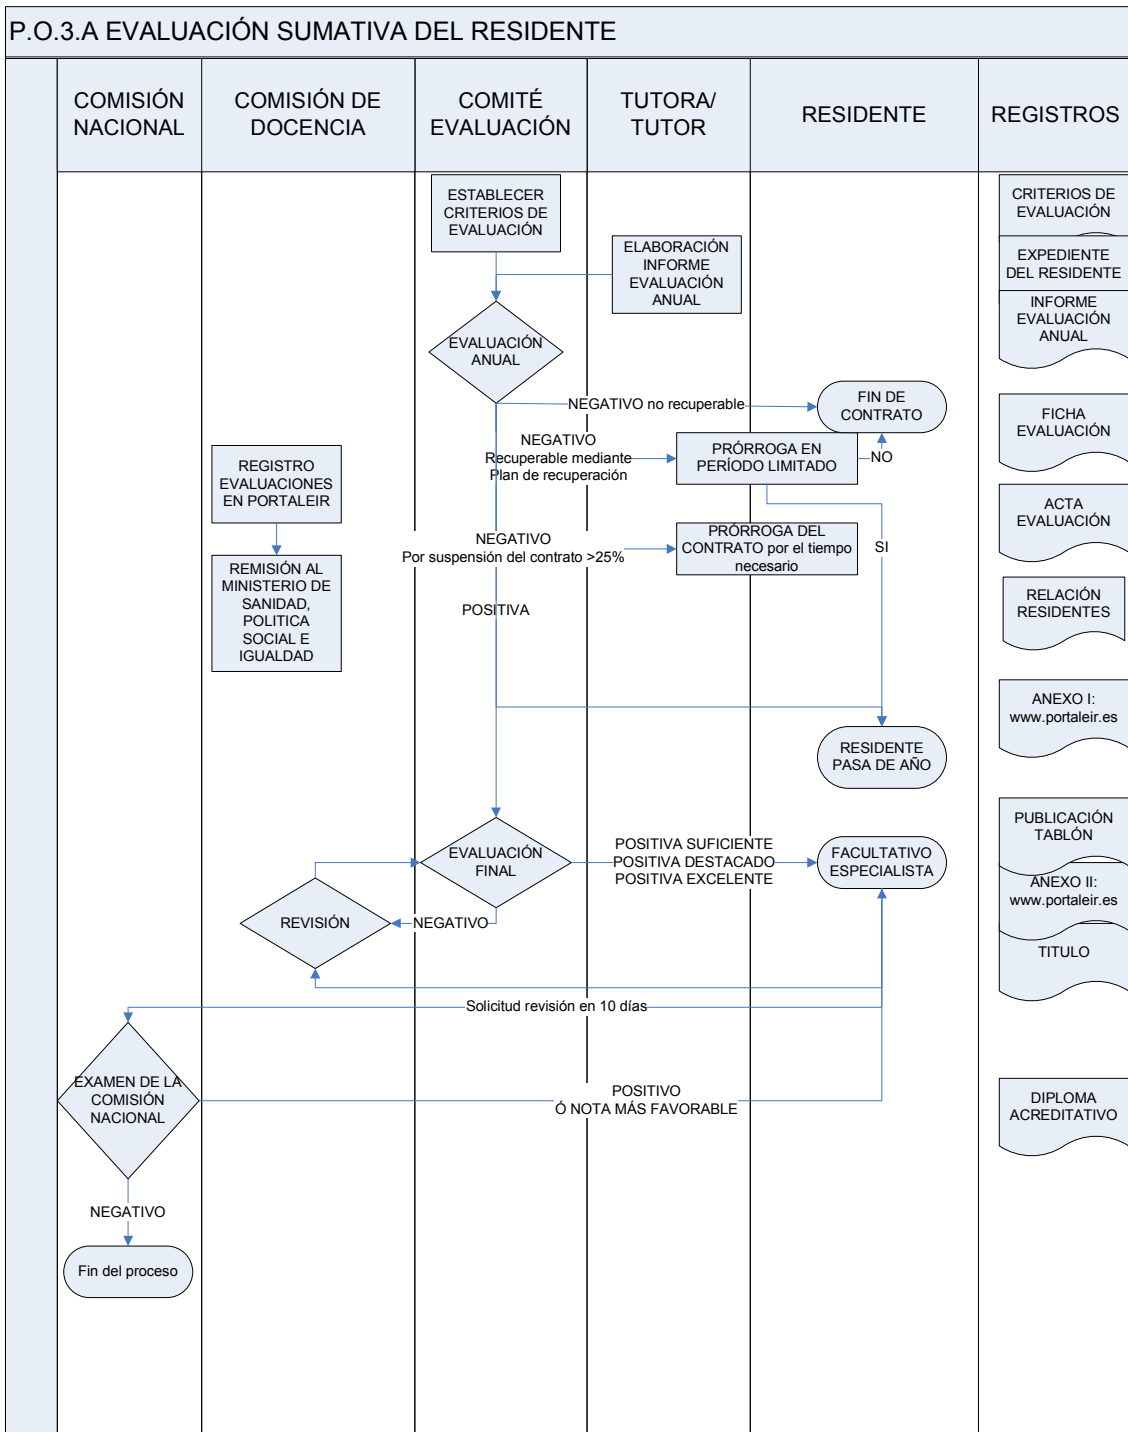 P.O.3.A EVALUACIÓN SUMATIVA DEL RESIDENTE
COMISIÓN
NACIONAL
COMISIÓN DE
DOCENCIA
COMITÉ
EVALUACIÓN
TUTORA/
TUTOR
RESIDENTE
REGISTROS
ESTABLECER
CRITERIOS DE
EVALUACIÓN
ELABORACIÓN
INFORME
EVALUACIÓN
ANUAL
EVALUACIÓN
ANUAL
NEGATIVO no recuperable
FIN DE
CONTRATO
NEGATIVO
Recuperable mediante
Plan de recuperación
PRÓRROGA EN
PERÍODO LIMITADO
NO
REGISTRO
EVALUACIONES
EN PORTALEIR
NEGATIVO
Por suspensión del contrato >25%
PRÓRROGA DEL
CONTRATO por el tiempo
necesario
SI
REMISIÓN AL
MINISTERIO DE
SANIDAD,
POLITICA
SOCIAL E
IGUALDAD
POSITIVA
RESIDENTE
PASA DE AÑO
EVALUACIÓN
FINAL
POSITIVA SUFICIENTE
POSITIVA DESTACADO
POSITIVA EXCELENTE
FACULTATIVO
ESPECIALISTA
REVISIÓN
NEGATIVO
Solicitud revisión en 10 días
EXAMEN DE LA
COMISIÓN
NACIONAL
POSITIVO
Ó NOTA MÁS FAVORABLE
NEGATIVO
Fin del proceso
CRITERIOS DE
EVALUACIÓN
EXPEDIENTE
DEL RESIDENTE
INFORME
EVALUACIÓN
ANUAL
FICHA
EVALUACIÓN
ACTA
EVALUACIÓN
RELACIÓN
RESIDENTES
ANEXO I:
www.portaleir.es
PUBLICACIÓN
TABLÓN
ANEXO II:
www.portaleir.es
TITULO
DIPLOMA
ACREDITATIVO